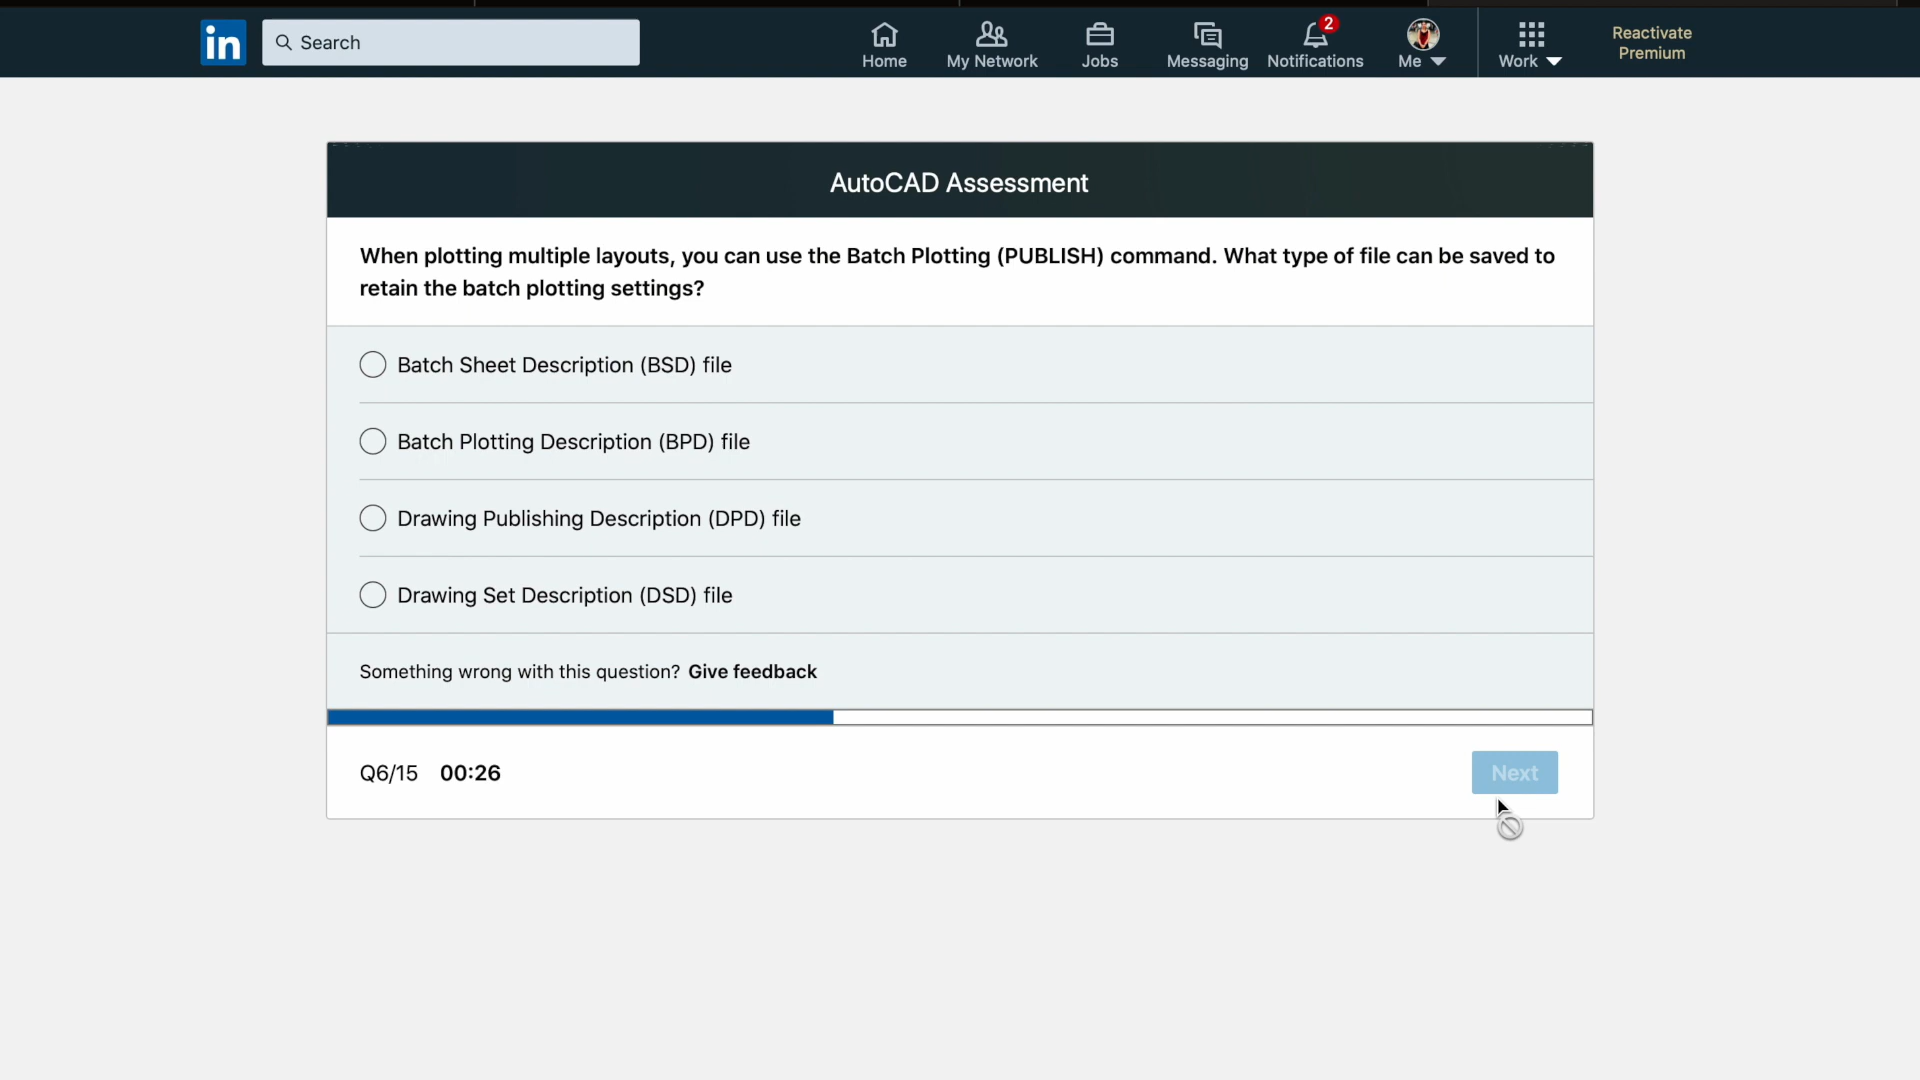 in
Search
Home
My Network
Jobs
Messaging
2
Notifications
Me
Work
Reactivate
Premium
AutoCAD Assessment
When plotting multiple layouts, you can use the Batch Plotting (PUBLISH) command. What type of file can be saved to
retain the batch plotting settings?
Batch Sheet Description (BSD) file
Batch Plotting Description (BPD) file
Drawing Publishing Description (DPD) file
Drawing Set Description (DSD) file
Something wrong with this question? Give feedback
Q6/15 00:26
Next